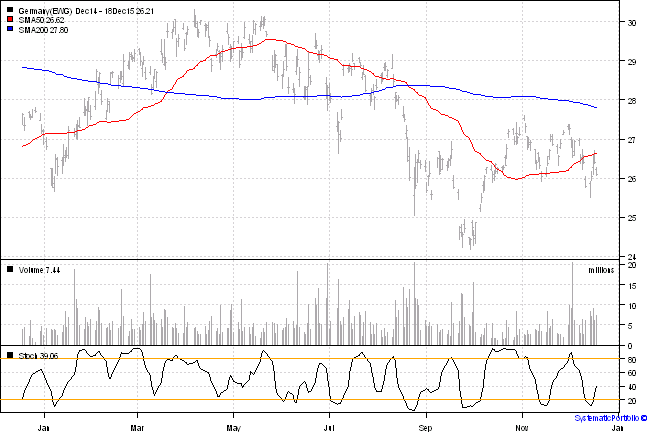 Germany(EWG) Dec14 - 18Dec15 26.21
SMA50 26.62
SMA200 27.80
30
29
28
27
26
25
24
Volume 7.44
millions
20
15
10
5
0
Stoch 39.06
80
60
40
20
Jan Mar May Jul Sep Nov Jan
SystematicPortfolio ©